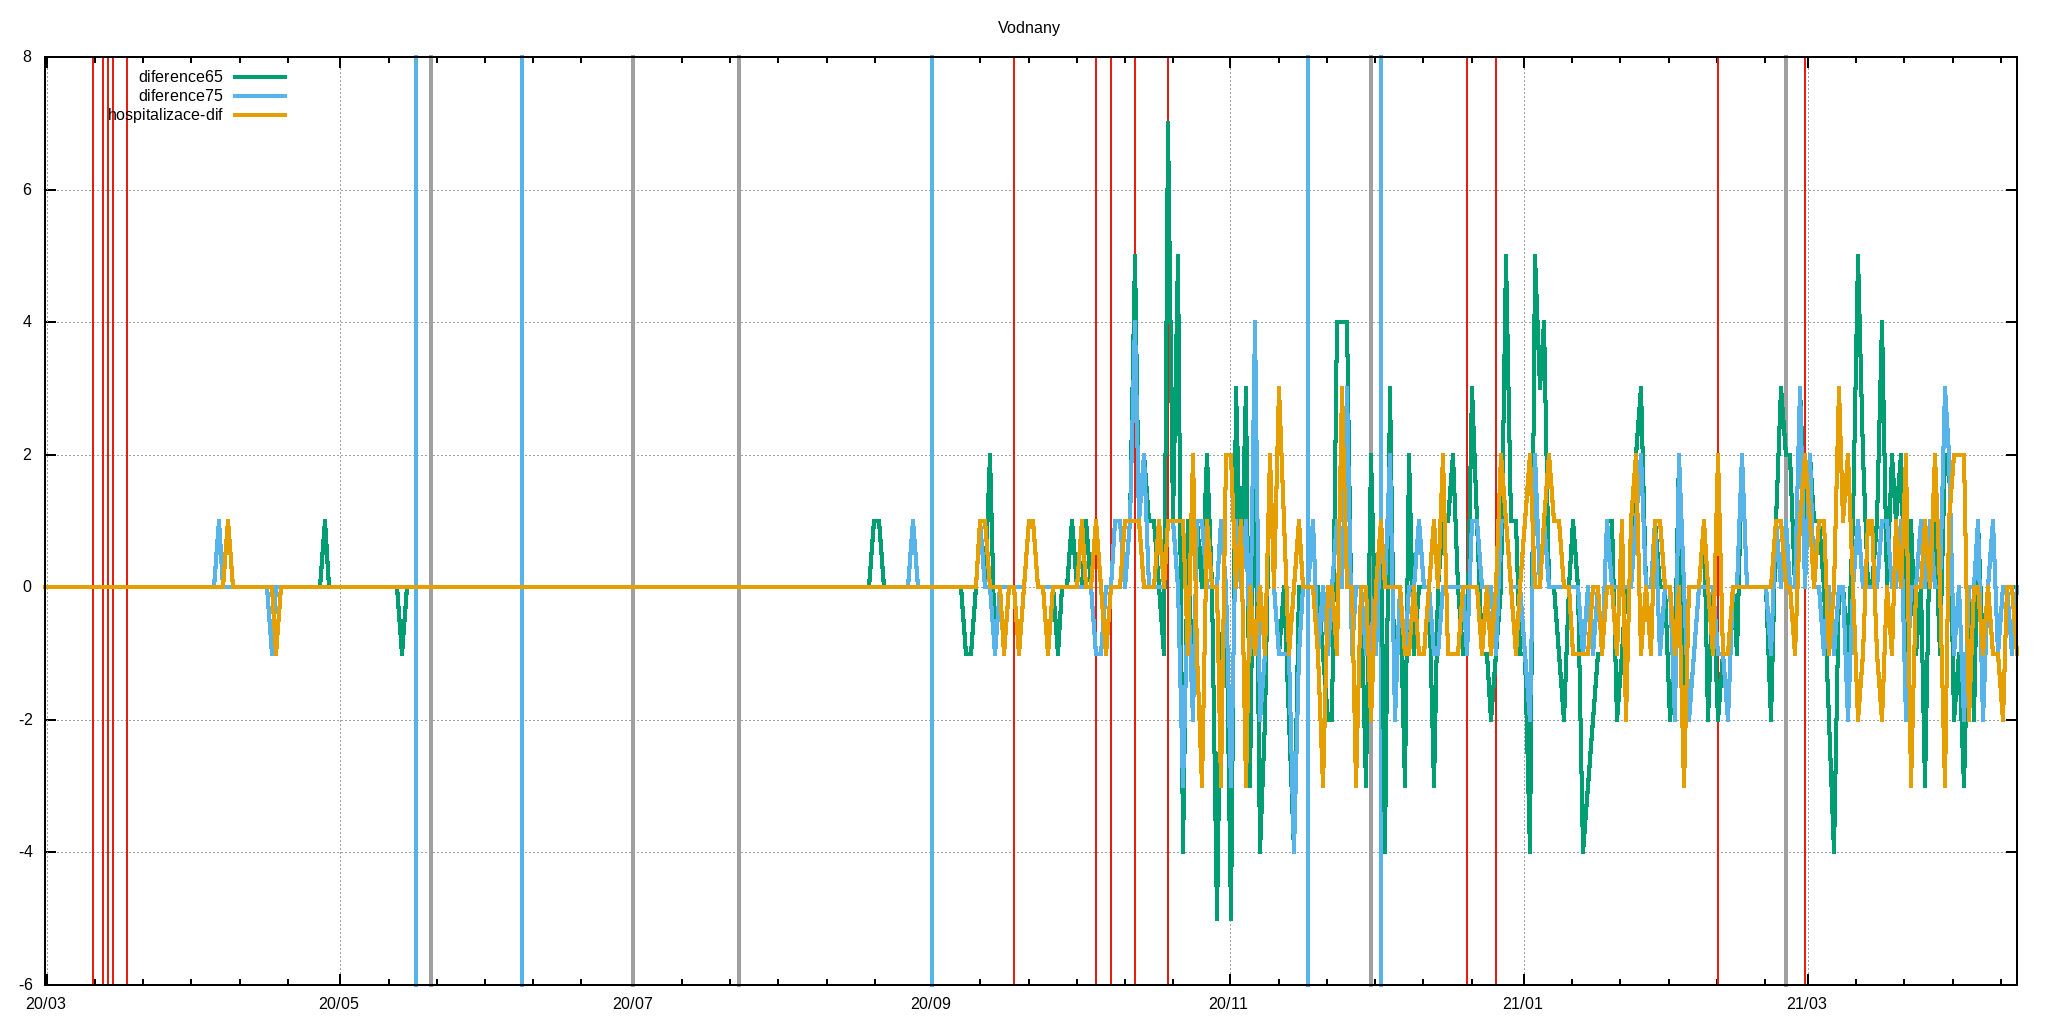 Vodnany
8
diference65
diference75
hospitalizace-dif
6
4
2
0
-2
-4
-6
20/03 20/05 20/07 20/09 20/11 21/01 21/03